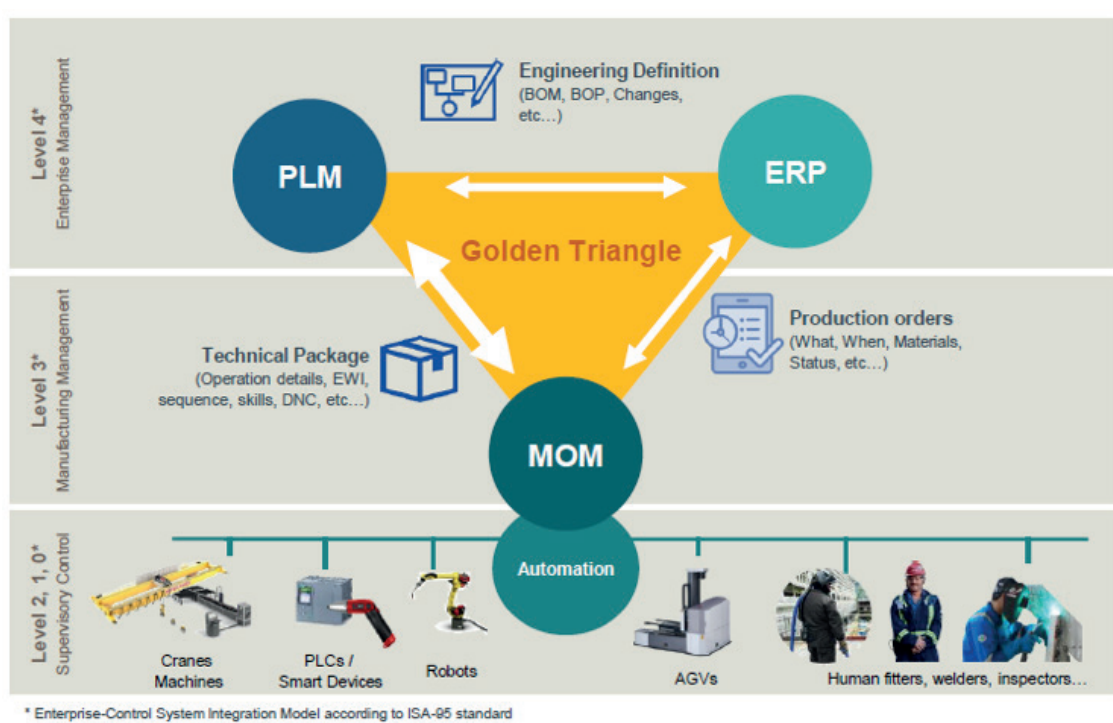 Level 4*
Enterprise Management
Engineering Definition
(BOM, BOP, Changes,
etc...)
PLM
ERP
Golden Triangle
Level 3*
Manufacturing Management
Technical Package
(Operation details, EWI,
sequence, skills, DNC, etc...)
Production orders
(What, When, Materials,
Status, etc...)
MOM
Level 2, 1, 0*
Supervisory Control
Automation
Cranes
Machines
PLCs /
Smart Devices
Robots
AGVs
Human fitters, welders, inspectors...
* Enterprise-Control System Integration Model according to ISA-95 standard